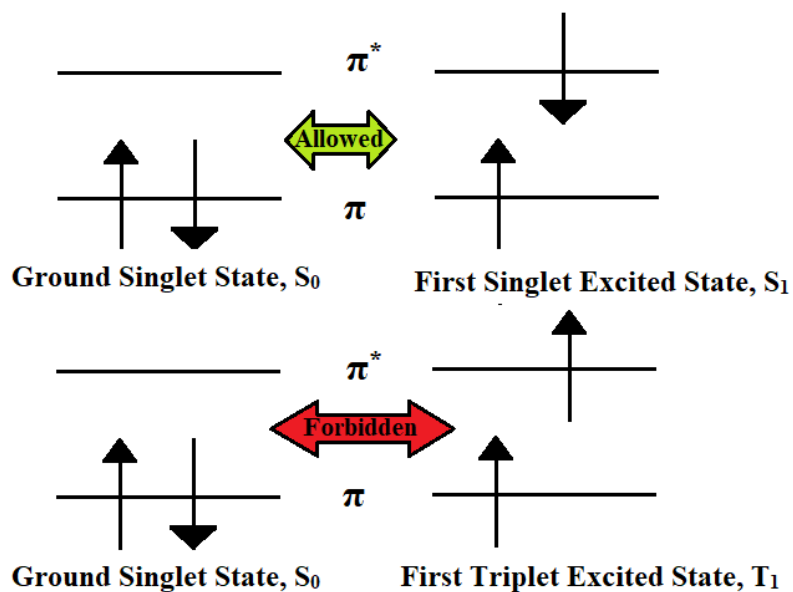 π*
Allowed
π
Ground Singlet State, S₀
First Singlet Excited State, S₁
π*
Forbidden
π
Ground Singlet State, S₀
First Triplet Excited State, T₁